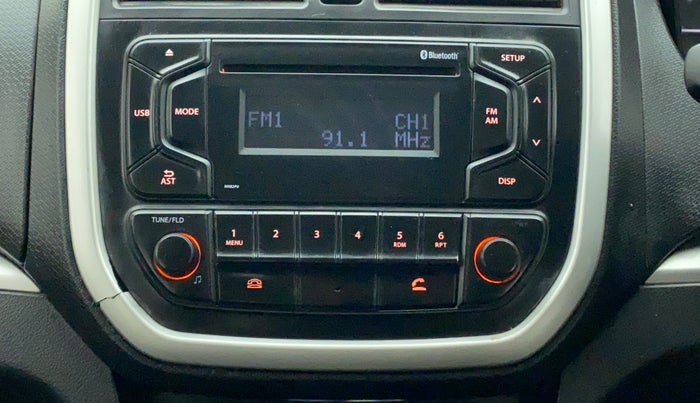 Bluetooth
SETUP
USB
MODE
FM1
CH1
91.1 MHz
FM
AM
AST
DISP
TUNE/FLD
1 2 3 4 5 6
MENU RDM RPT